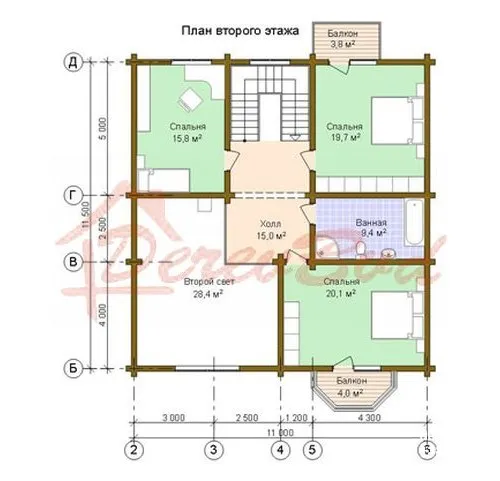 План второго этажа
Балкон
3,8 м²
Д
Спальня
15,8 м²
Спальня
19,7 м²
5 000
Г
11 500
2 500
Холл
15,0 м²
Ванная
9,4 м²
В
Второй свет
28,4 м²
Спальня
20,1 м²
4 000
Б
Балкон
4,0 м²
3 000
2 500
1 200
4 300
11 000
2
3
4
5
6